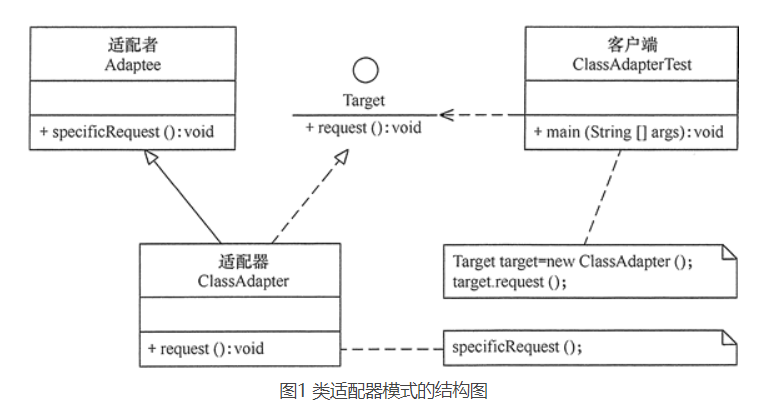 适配者
Adaptee
+ specificRequest ( ): void
Target
+ request ( ): void
客户端
ClassAdapterTest
+ main (String [] args): void
适配器
ClassAdapter
+ request ( ): void
Target target=new ClassAdapter ( );
target.request ( );
specificRequest ( );
图1 类适配器模式的结构图